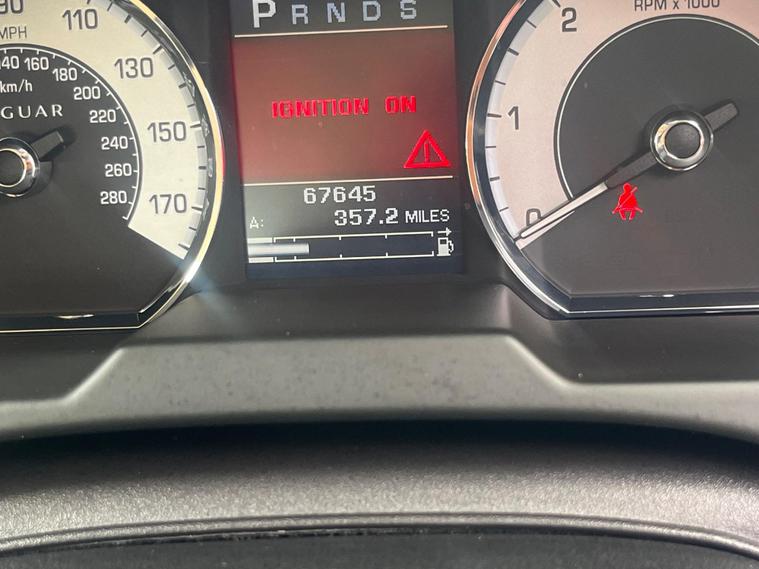 90
110
130
150
170
MPH
140 160 180 200 220 240 260 280
km/h
GUAR
P R N D S
IGNITION ON
67645
A: 357.2 MILES
2
1
0
RPM x 1000